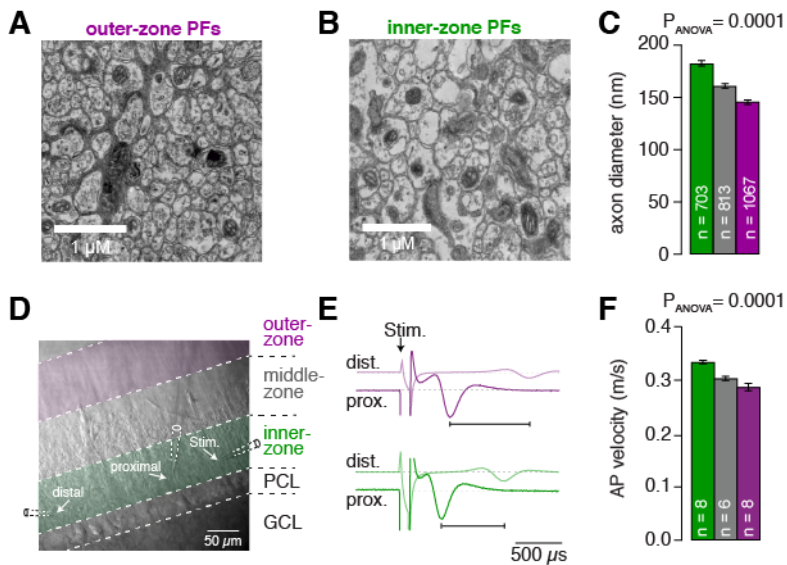 A
outer-zone PFs
1 µM
B
inner-zone PFs
1 µM
C
P_ANOVA = 0.0001
axon diameter (nm)
200
150
100
50
0
n = 703
n = 813
n = 1067
D
outer-
zone
middle-
zone
inner-
zone
PCL
GCL
Stim.
proximal
distal
50 µm
E
Stim.
dist.
prox.
dist.
prox.
500 µs
F
P_ANOVA = 0.0001
AP velocity (m/s)
0.4
0.3
0.2
0.1
0.0
n = 8
n = 6
n = 8